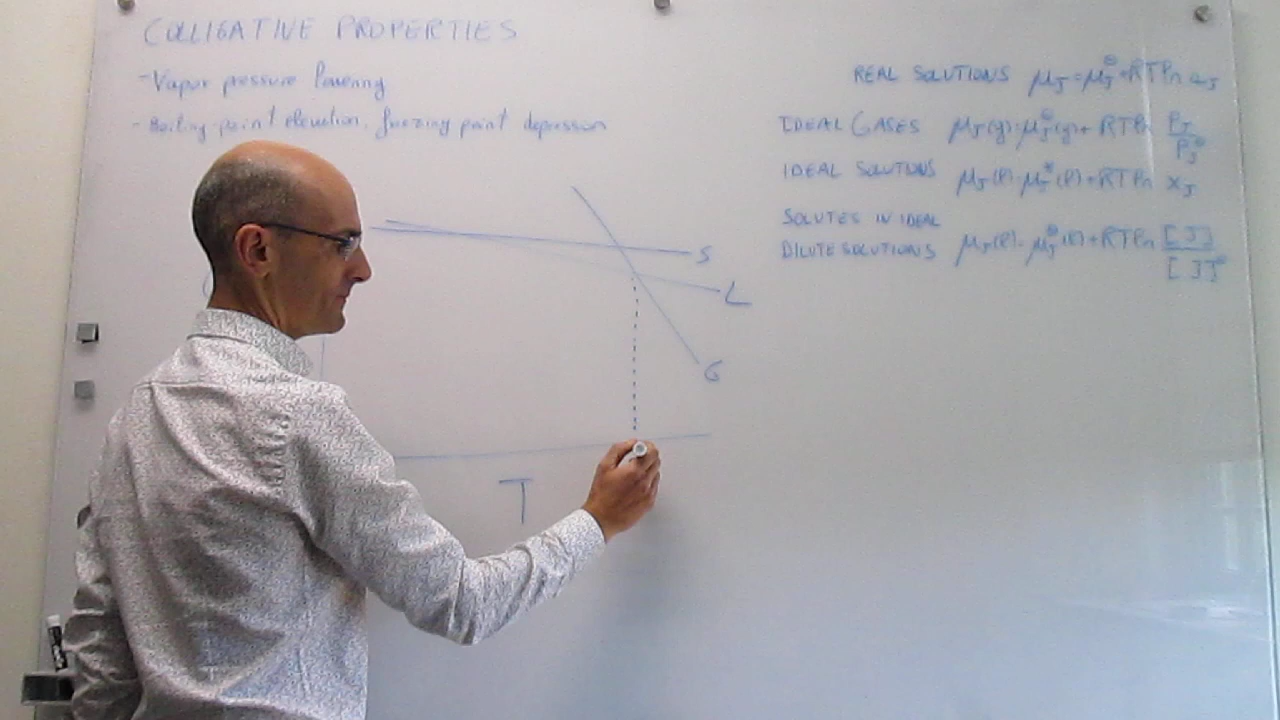 COLLIGATIVE PROPERTIES
- Vapor pressure lowering
- Boiling-point elevation, freezing point depression
REAL SOLUTIONS μJ = μJ⊖ + RT ln aJ
IDEAL GASES μJ(g) = μJ⊖(g) + RT ln PJ/PJ⊖
IDEAL SOLUTIONS μJ(l) = μJ*(l) + RT ln xJ
SOLUTES IN IDEAL
DILUTE SOLUTIONS μJ(l) = μJ⊖(l) + RT ln [J]/[J]⊖
S
L
G
T